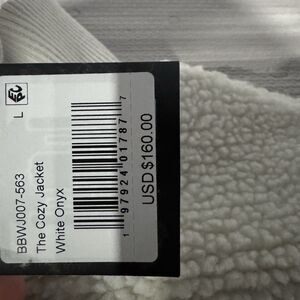 L
BBWJ007-563
The Cozy Jacket
White Onyx
1 97924 01787 7
USD $160.00